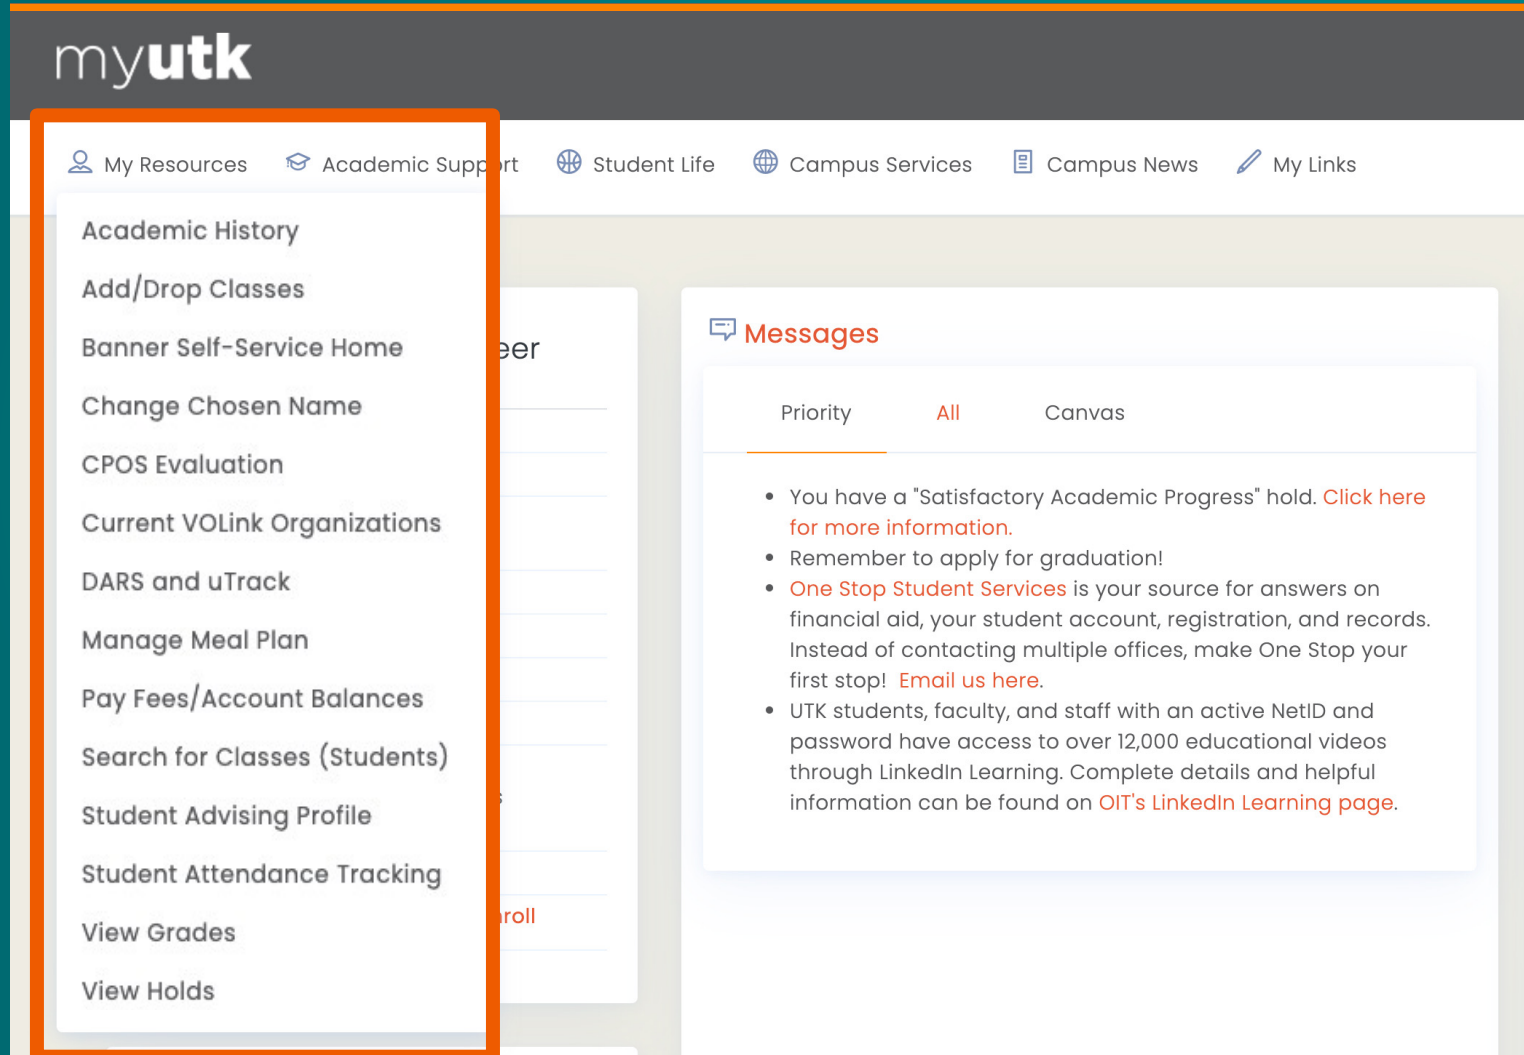 myutk
My Resources Academic Support Student Life Campus Services Campus News My Links
Academic History
Add/Drop Classes
Banner Self-Service Home
Change Chosen Name
CPOS Evaluation
Current VOLink Organizations
DARS and uTrack
Manage Meal Plan
Pay Fees/Account Balances
Search for Classes (Students)
Student Advising Profile
Student Attendance Tracking
View Grades
View Holds
Messages
Priority All Canvas
You have a "Satisfactory Academic Progress" hold. Click here
for more information.
Remember to apply for graduation!
One Stop Student Services is your source for answers on
financial aid, your student account, registration, and records.
Instead of contacting multiple offices, make One Stop your
first stop! Email us here.
UTK students, faculty, and staff with an active NetID and
password have access to over 12,000 educational videos
through LinkedIn Learning. Complete details and helpful
information can be found on OIT's LinkedIn Learning page.